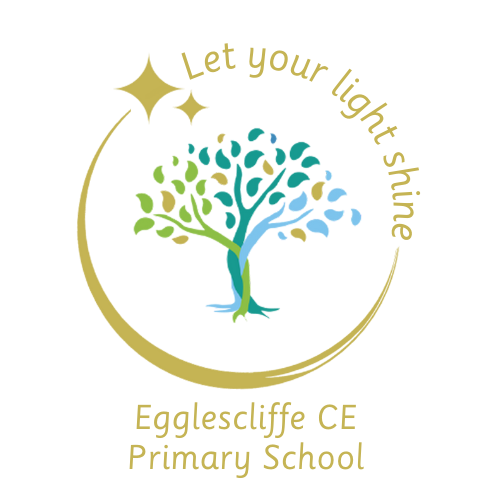 Let your light shine
Egglescliffe CE
Primary School